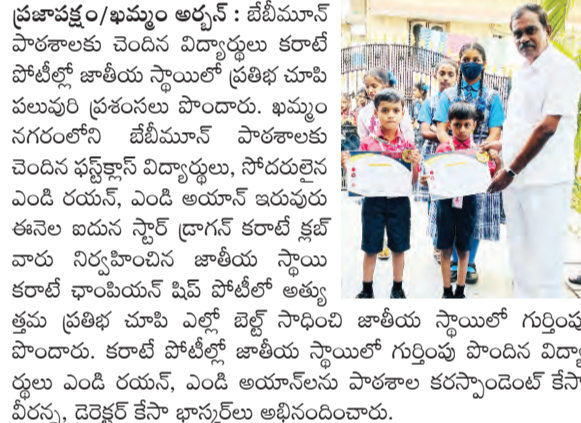 ప్రజాపక్షం/ఖమ్మం అర్బన్ : బేబీమూన్
పాఠశాలకు చెందిన విద్యార్థులు కరాటే
పోటీల్లో జాతీయ స్థాయిలో ప్రతిభ చూపి
పలువురి ప్రశంసలు పొందారు. ఖమ్మం
నగరంలోని బేబీమూన్ పాఠశాలకు
చెందిన ఫస్ట్‌క్లాస్ విద్యార్థులు, సోదరులైన
ఎండి రయన్, ఎండి అయాన్ ఇరువురు
ఈనెల ఐదున స్టార్ డ్రాగన్ కరాటే క్లబ్
వారు నిర్వహించిన జాతీయ స్థాయి
కరాటే ఛాంపియన్ షిప్ పోటీలో అత్యు
త్తమ ప్రతిభ చూపి ఎల్లో బెల్ట్ సాధించి జాతీయ స్థాయిలో గుర్తింపు
పొందారు. కరాటే పోటీల్లో జాతీయ స్థాయిలో గుర్తింపు పొందిన విద్యా
ర్థులు ఎండి రయన్, ఎండి అయాన్‌లను పాఠశాల కరస్పాండెంట్ కేసా
వీరన్న, డైరెక్టర్ కేసా భాస్కర్‌లు అభినందించారు.